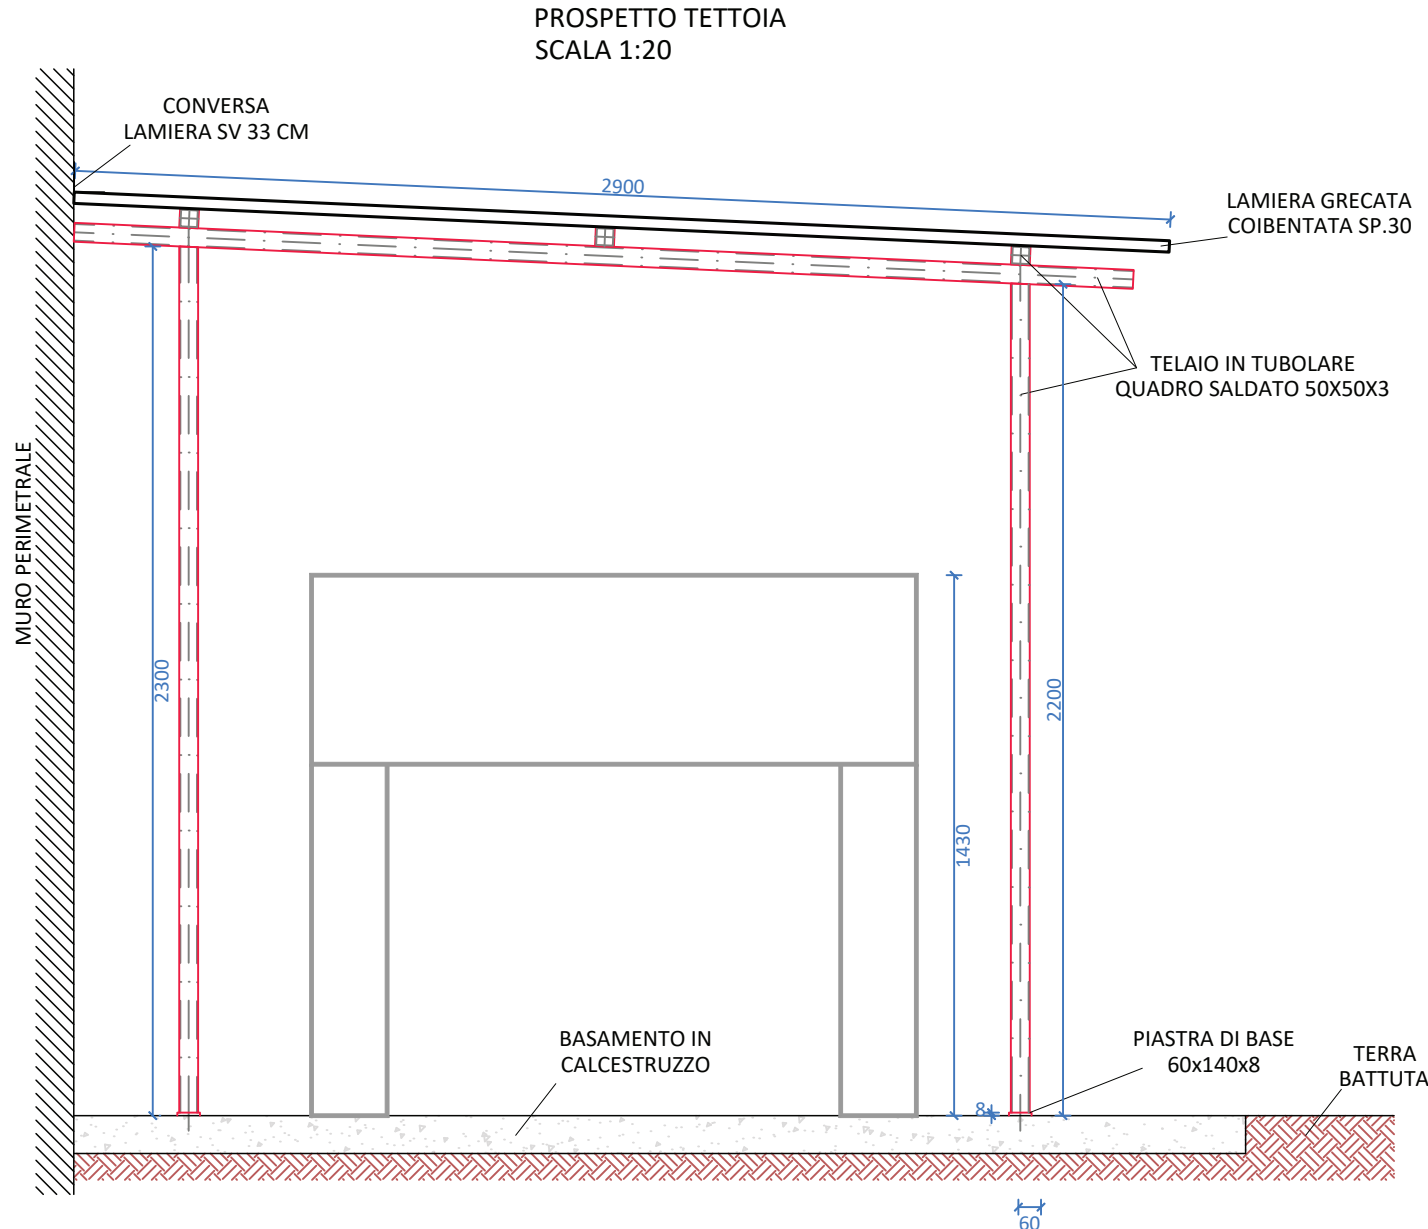 PROSPETTO TETTOIA
SCALA 1:20
CONVERSA
LAMIERA SV 33 CM
2900
LAMIERA GRECATA
COIBENTATA SP.30
TELAIO IN TUBOLARE
QUADRO SALDATO 50X50X3
MURO PERIMETRALE
2300
2200
1430
BASAMENTO IN
CALCESTRUZZO
PIASTRA DI BASE
60x140x8
TERRA
BATTUTA
8
60